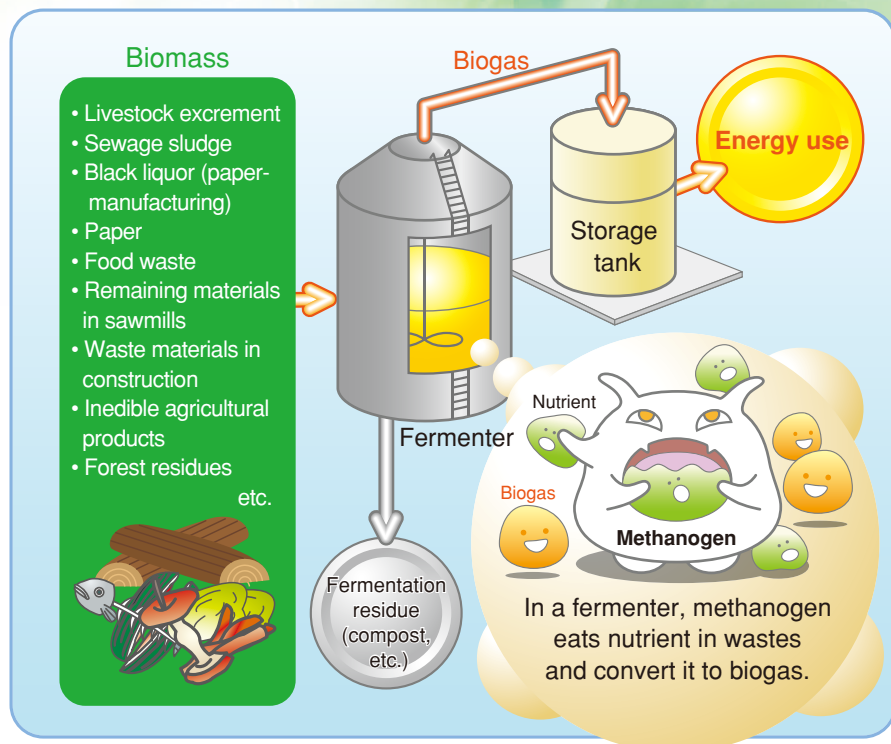 Biomass
• Livestock excrement
• Sewage sludge
• Black liquor (paper-
manufacturing)
• Paper
• Food waste
• Remaining materials
in sawmills
• Waste materials in
construction
• Inedible agricultural
products
• Forest residues
etc.
Biogas
Energy use
Storage
tank
Fermenter
Fermentation
residue
(compost,
etc.)
Nutrient
Biogas
Methanogen
In a fermenter, methanogen
eats nutrient in wastes
and convert it to biogas.